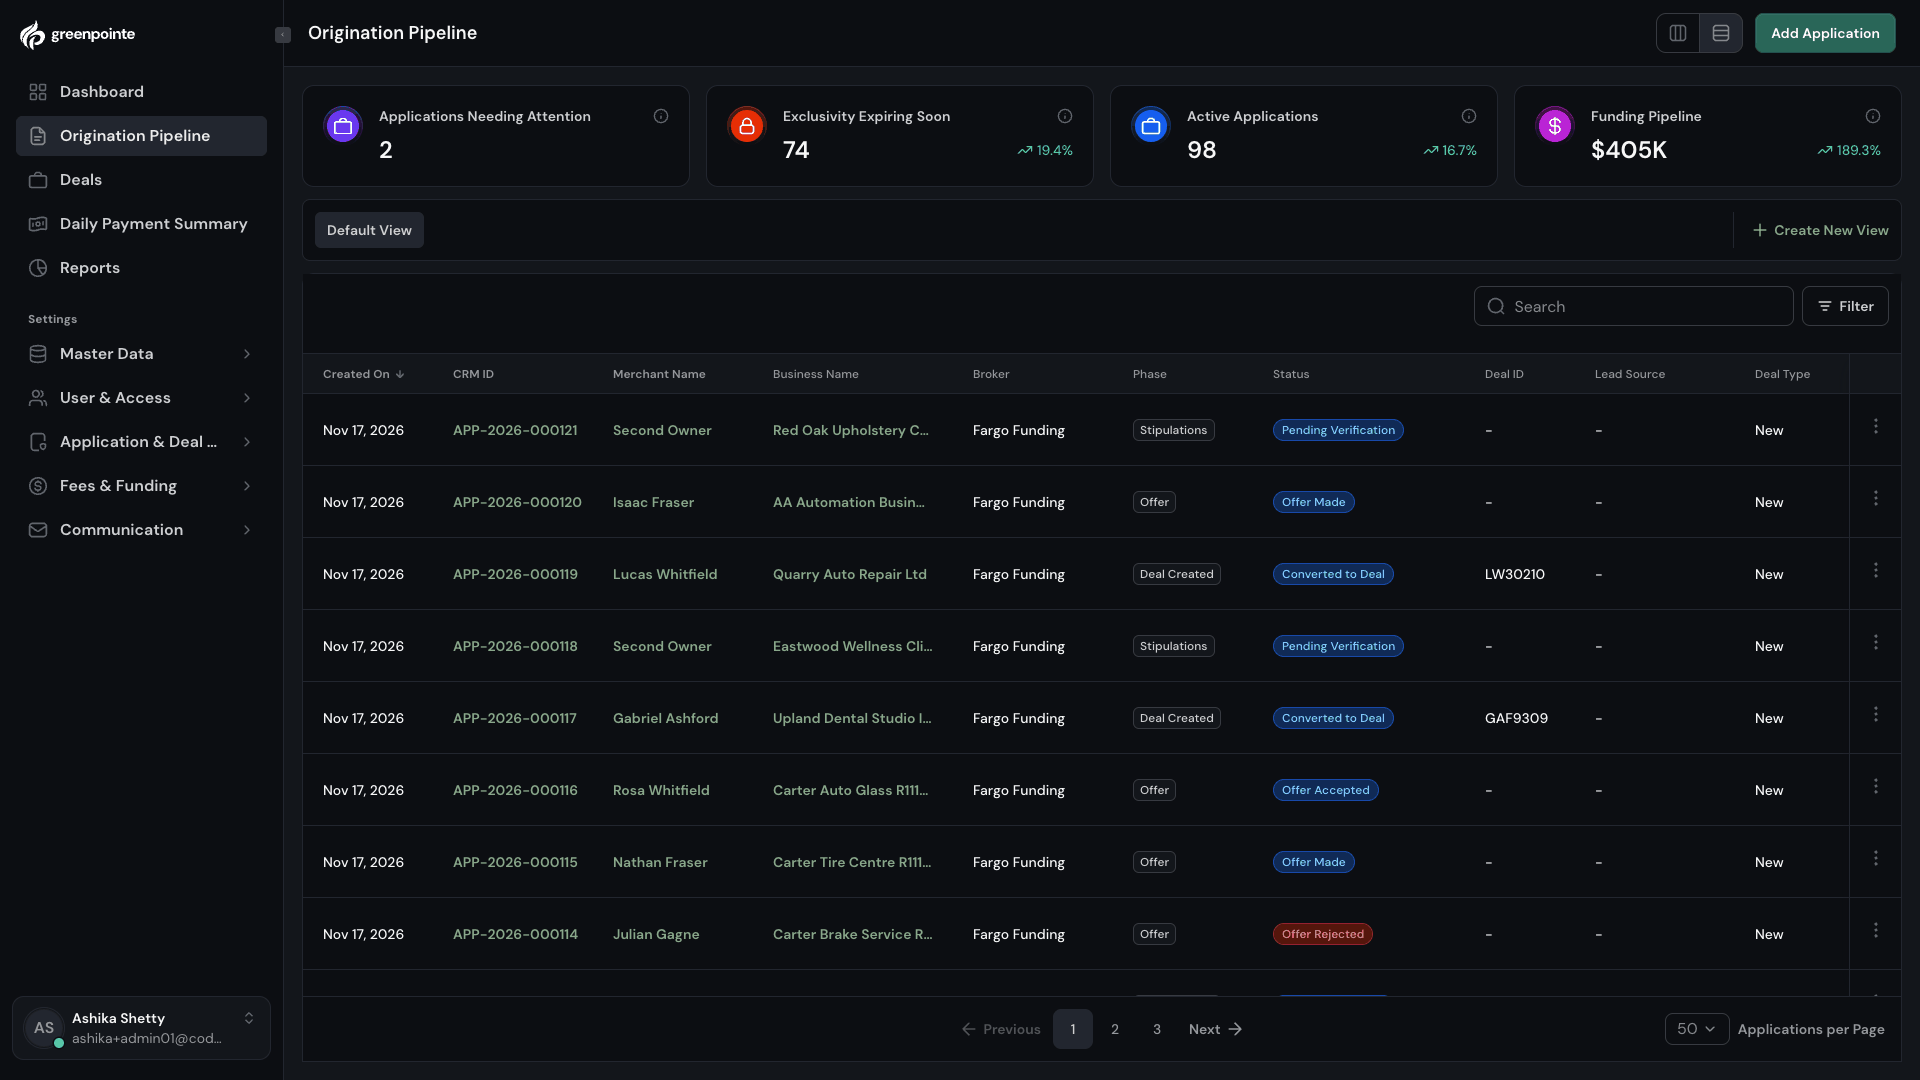 greenpointe
Dashboard
Origination Pipeline
Deals
Daily Payment Summary
Reports
Settings
Master Data
User & Access
Application & Deal ...
Fees & Funding
Communication
AS
Ashika Shetty
ashika+admin01@cod...
Origination Pipeline
Add Application
Applications Needing Attention
2
Exclusivity Expiring Soon
74
19.4%
Active Applications
98
16.7%
Funding Pipeline
$405K
189.3%
Default View
Create New View
Search
Filter
Created On CRM ID Merchant Name Business Name Broker Phase Status Deal ID Lead Source Deal Type
Nov 17, 2026 APP-2026-000121 Second Owner Red Oak Upholstery C... Fargo Funding Stipulations Pending Verification - - New
Nov 17, 2026 APP-2026-000120 Isaac Fraser AA Automation Busin... Fargo Funding Offer Offer Made - - New
Nov 17, 2026 APP-2026-000119 Lucas Whitfield Quarry Auto Repair Ltd Fargo Funding Deal Created Converted to Deal LW30210 - New
Nov 17, 2026 APP-2026-000118 Second Owner Eastwood Wellness Cli... Fargo Funding Stipulations Pending Verification - - New
Nov 17, 2026 APP-2026-000117 Gabriel Ashford Upland Dental Studio I... Fargo Funding Deal Created Converted to Deal GAF9309 - New
Nov 17, 2026 APP-2026-000116 Rosa Whitfield Carter Auto Glass R111... Fargo Funding Offer Offer Accepted - - New
Nov 17, 2026 APP-2026-000115 Nathan Fraser Carter Tire Centre R111... Fargo Funding Offer Offer Made - - New
Nov 17, 2026 APP-2026-000114 Julian Gagne Carter Brake Service R... Fargo Funding Offer Offer Rejected - - New
Previous 1 2 3 Next
50 Applications per Page